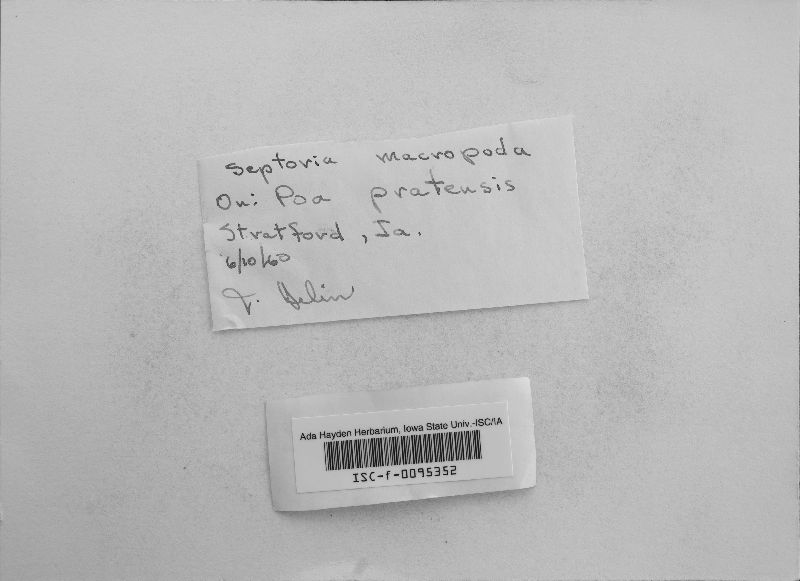 Septoria macropoda
On: Poa pratensis
Stratford, Ia.
6/10/60
Ada Hayden Herbarium, Iowa State Univ.-ISC/IA
ISC-f-0095352